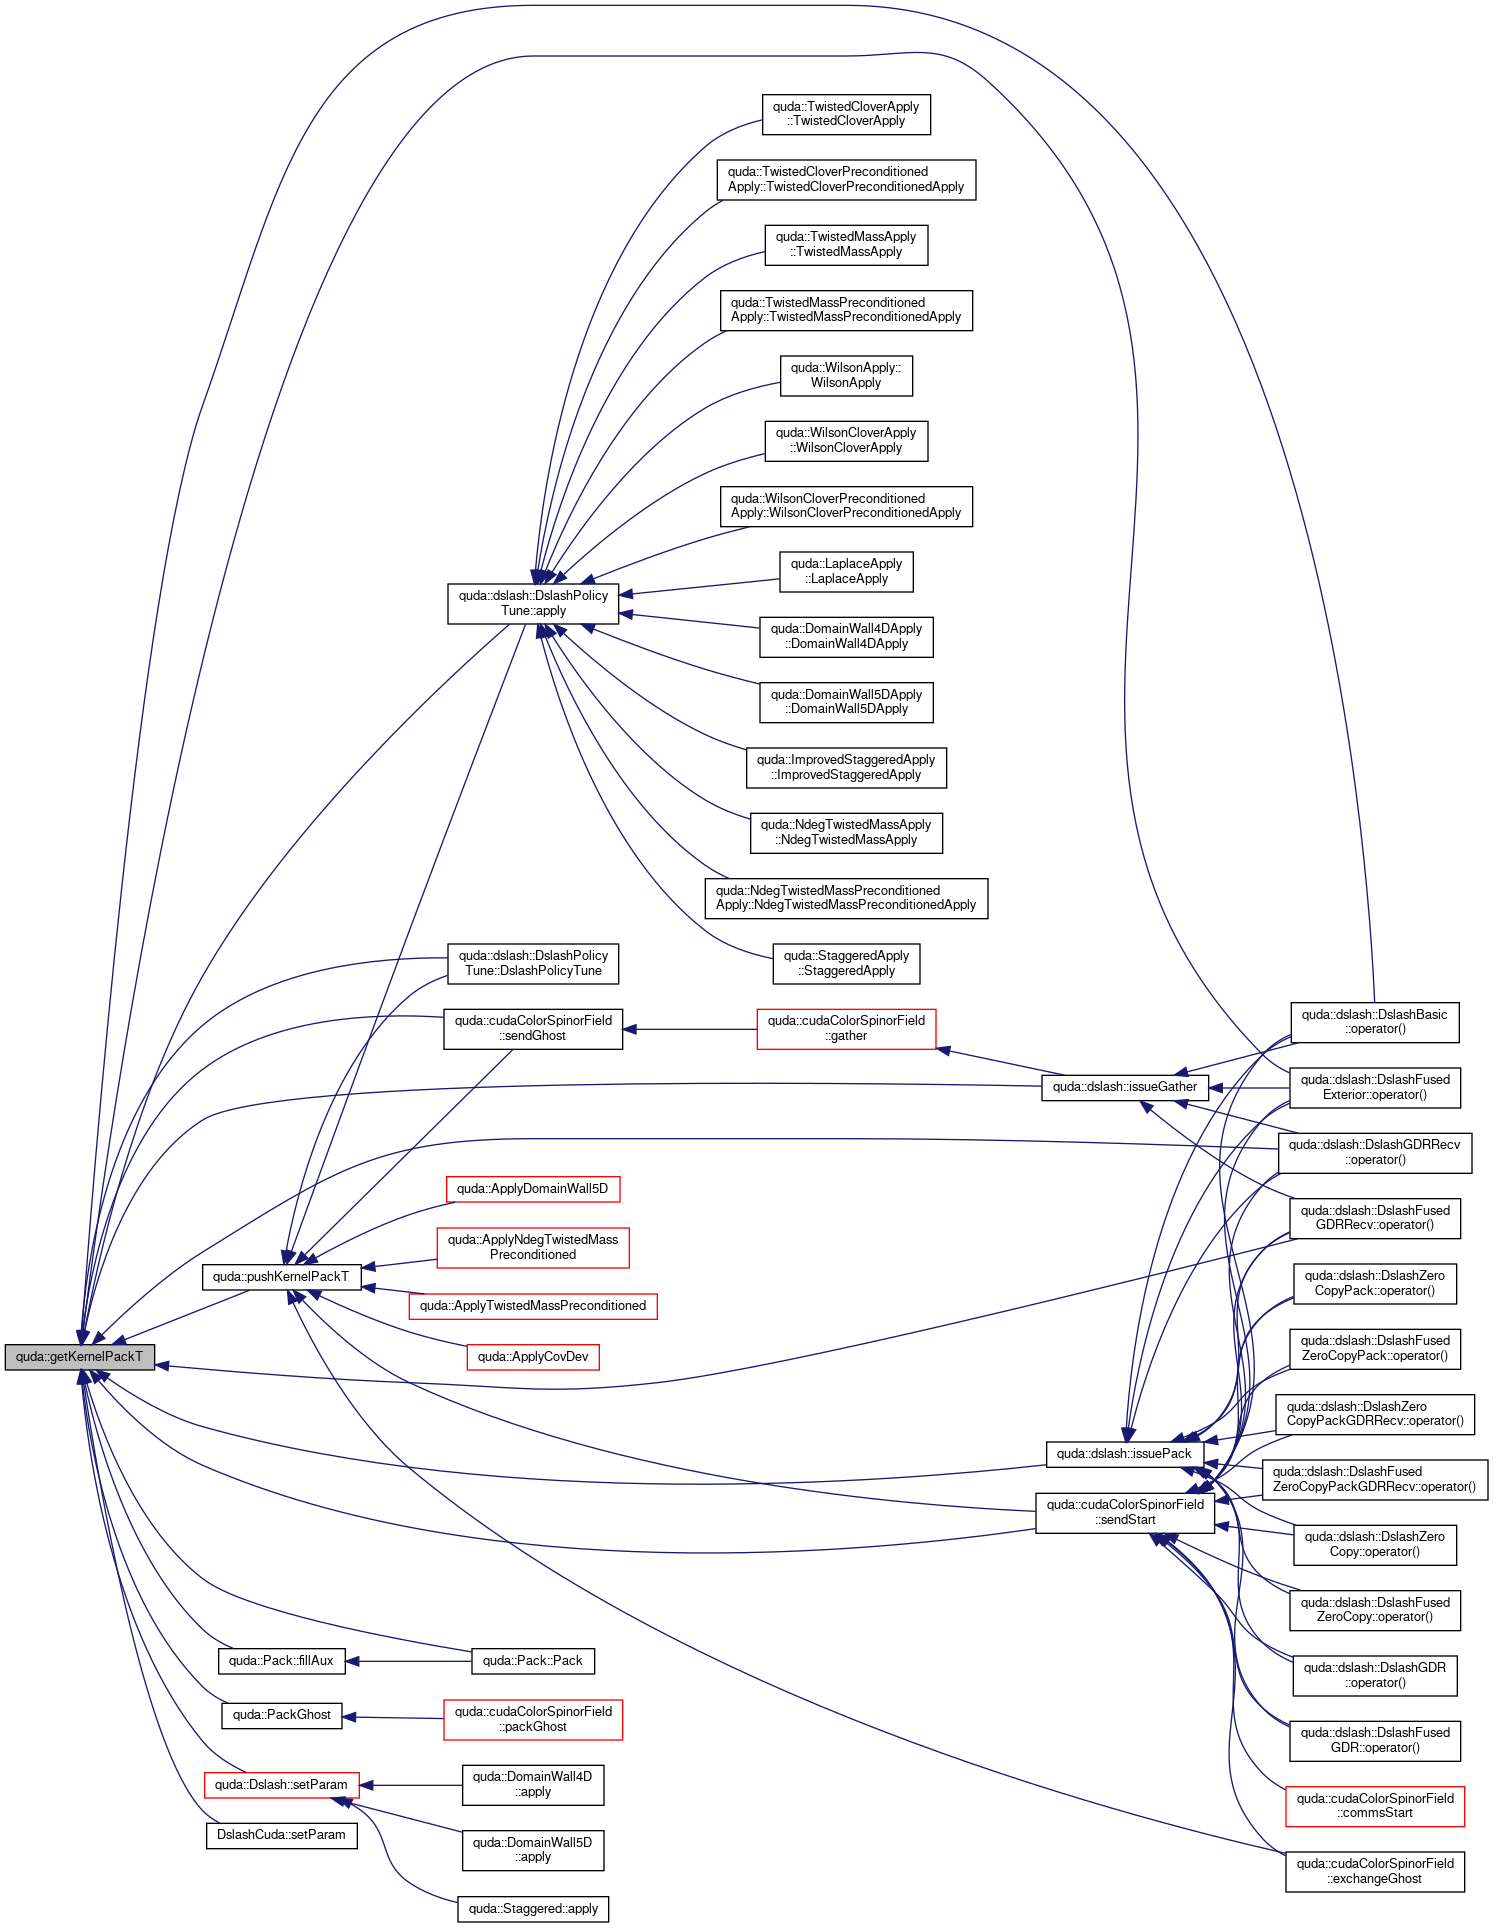 quda::TwistedCloverApply
::TwistedCloverApply
quda::TwistedCloverPreconditioned
Apply::TwistedCloverPreconditionedApply
quda::TwistedMassApply
::TwistedMassApply
quda::TwistedMassPreconditioned
Apply::TwistedMassPreconditionedApply
quda::WilsonApply::
WilsonApply
quda::WilsonCloverApply
::WilsonCloverApply
quda::WilsonCloverPreconditioned
Apply::WilsonCloverPreconditionedApply
quda::LaplaceApply
::LaplaceApply
quda::dslash::DslashPolicy
Tune::apply
quda::DomainWall4DApply
::DomainWall4DApply
quda::DomainWall5DApply
::DomainWall5DApply
quda::ImprovedStaggeredApply
::ImprovedStaggeredApply
quda::NdegTwistedMassApply
::NdegTwistedMassApply
quda::NdegTwistedMassPreconditioned
Apply::NdegTwistedMassPreconditionedApply
quda::StaggeredApply
::StaggeredApply
quda::dslash::DslashPolicy
Tune::DslashPolicyTune
quda::cudaColorSpinorField
::sendGhost
quda::cudaColorSpinorField
::gather
quda::dslash::issueGather
quda::dslash::DslashBasic
::operator()
quda::dslash::DslashFused
Exterior::operator()
quda::dslash::DslashGDRRecv
::operator()
quda::dslash::DslashFused
GDRRecv::operator()
quda::ApplyDomainWall5D
quda::ApplyNdegTwistedMass
Preconditioned
quda::pushKernelPackT
quda::ApplyTwistedMassPreconditioned
quda::ApplyCovDev
quda::getKernelPackT
quda::dslash::DslashZero
CopyPack::operator()
quda::dslash::DslashFused
ZeroCopyPack::operator()
quda::dslash::DslashZero
CopyPackGDRRecv::operator()
quda::dslash::issuePack
quda::dslash::DslashFused
ZeroCopyPackGDRRecv::operator()
quda::cudaColorSpinorField
::sendStart
quda::dslash::DslashZero
Copy::operator()
quda::dslash::DslashFused
ZeroCopy::operator()
quda::dslash::DslashGDR
::operator()
quda::dslash::DslashFused
GDR::operator()
quda::cudaColorSpinorField
::commsStart
quda::cudaColorSpinorField
::exchangeGhost
quda::Pack::fillAux
quda::Pack::Pack
quda::PackGhost
quda::cudaColorSpinorField
::packGhost
quda::Dslash::setParam
quda::DomainWall4D
::apply
DslashCuda::setParam
quda::DomainWall5D
::apply
quda::Staggered::apply